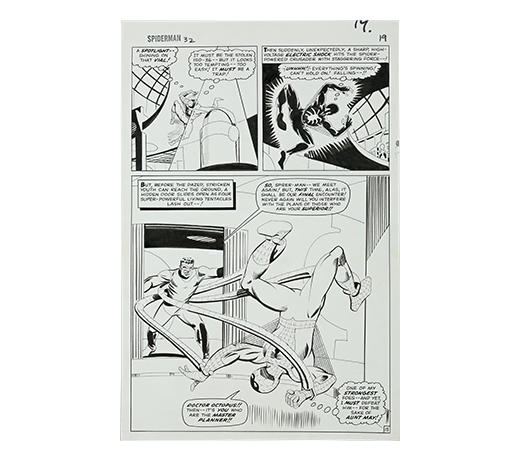 17.
SPIDERMAN 32
19
A SPOTLIGHT--
SHINING ON
THAT VIAL!
IT MUST BE THE STOLEN
ISO-36-- BUT IT LOOKS
TOO TEMPTING-- TOO
EASY! IT MUST BE A
TRAP!
THEN SUDDENLY, UNEXPECTEDLY, A SHARP, HIGH-
VOLTAGE ELECTRIC SHOCK HITS THE SPIDER-
POWERED CRUSADER WITH STAGGERING FORCE--!
UHHHH!! EVERYTHING'S SPINNING!
CAN'T HOLD ON! FALLING--!!
BUT, BEFORE THE DAZED, STRICKEN
YOUTH CAN REACH THE GROUND, A
HIDDEN DOOR SLIDES OPEN AS FOUR
SUPER-POWERFUL LIVING TENTACLES
LASH OUT--!
SO, SPIDER-MAN-- WE MEET
AGAIN! BUT, THIS TIME, ALAS, IT
SHALL BE OUR FINAL ENCOUNTER!
NEVER AGAIN WILL YOU INTERFERE
WITH THE PLANS OF THOSE WHO
ARE YOUR SUPERIOR!!
DOCTOR OCTOPUS!!
THEN-- IT'S YOU WHO
ARE THE MASTER
PLANNER!!
ONE OF MY
STRONGEST
FOES-- AND YET,
I MUST DEFEAT
HIM-- FOR THE
SAKE OF
AUNT MAY!